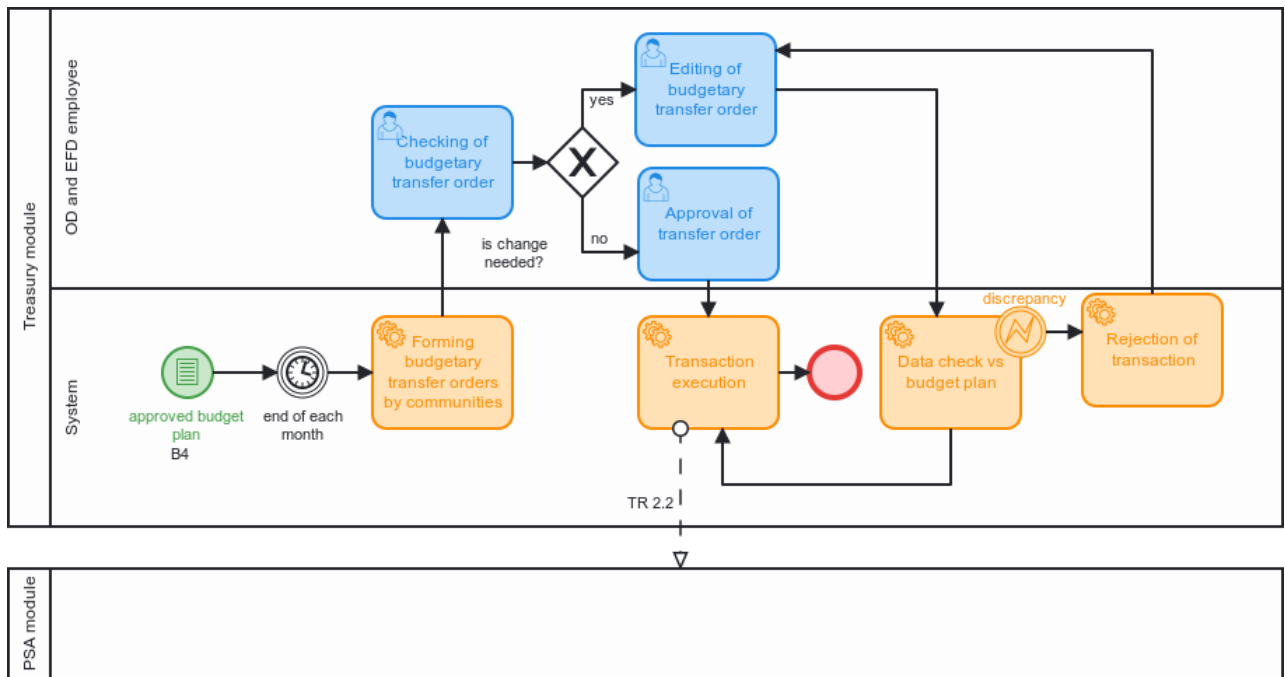 Treasury module
OD and EFD employee
Editing of
budgetary
transfer order
yes
Checking of
budgetary
transfer order
X
Approval of
transfer order
no
is change
needed?
System
approved budget
plan
B4
end of each
month
Forming
budgetary
transfer orders
by communities
Transaction
execution
discrepancy
Data check vs
budget plan
Rejection of
transaction
TR 2.2
PSA module